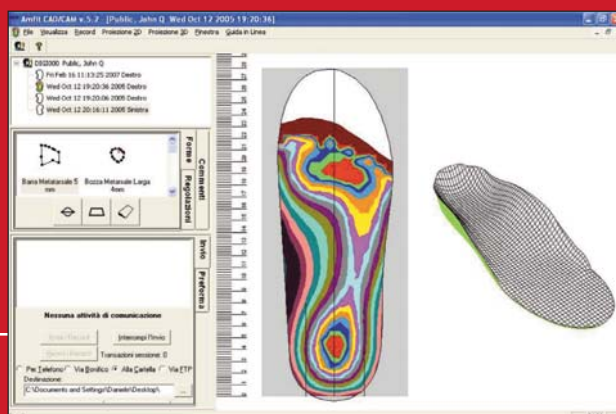 Amfit CAD/CAM v.5.2 - [Public, John Q Wed Oct 12 2005 19:20:36]
File Visualizza Record Proiezione 2D Proiezione 3D Finestra Guida in Linea
Public, John Q
Fri Feb 16 11:13:25 2007 Destro
Wed Oct 12 19:20:36 2005 Destro
Wed Oct 12 19:20:06 2005 Destro
Wed Oct 12 20:16:11 2005 Sinistra
Forme
Regolazioni
Commenti
Barra Metatarsale 5 mm
Bozza Metatarsale Larga 4mm
Invio
Preforma
Nessuna attività di comunicazione
Interrompi l'Invio
Transazioni sessione: 0
Per Telefono Via Bonifico Alla Cartella Via FTP
Destinazione:
C:\Documents and Settings\Daniele\Desktop\
...